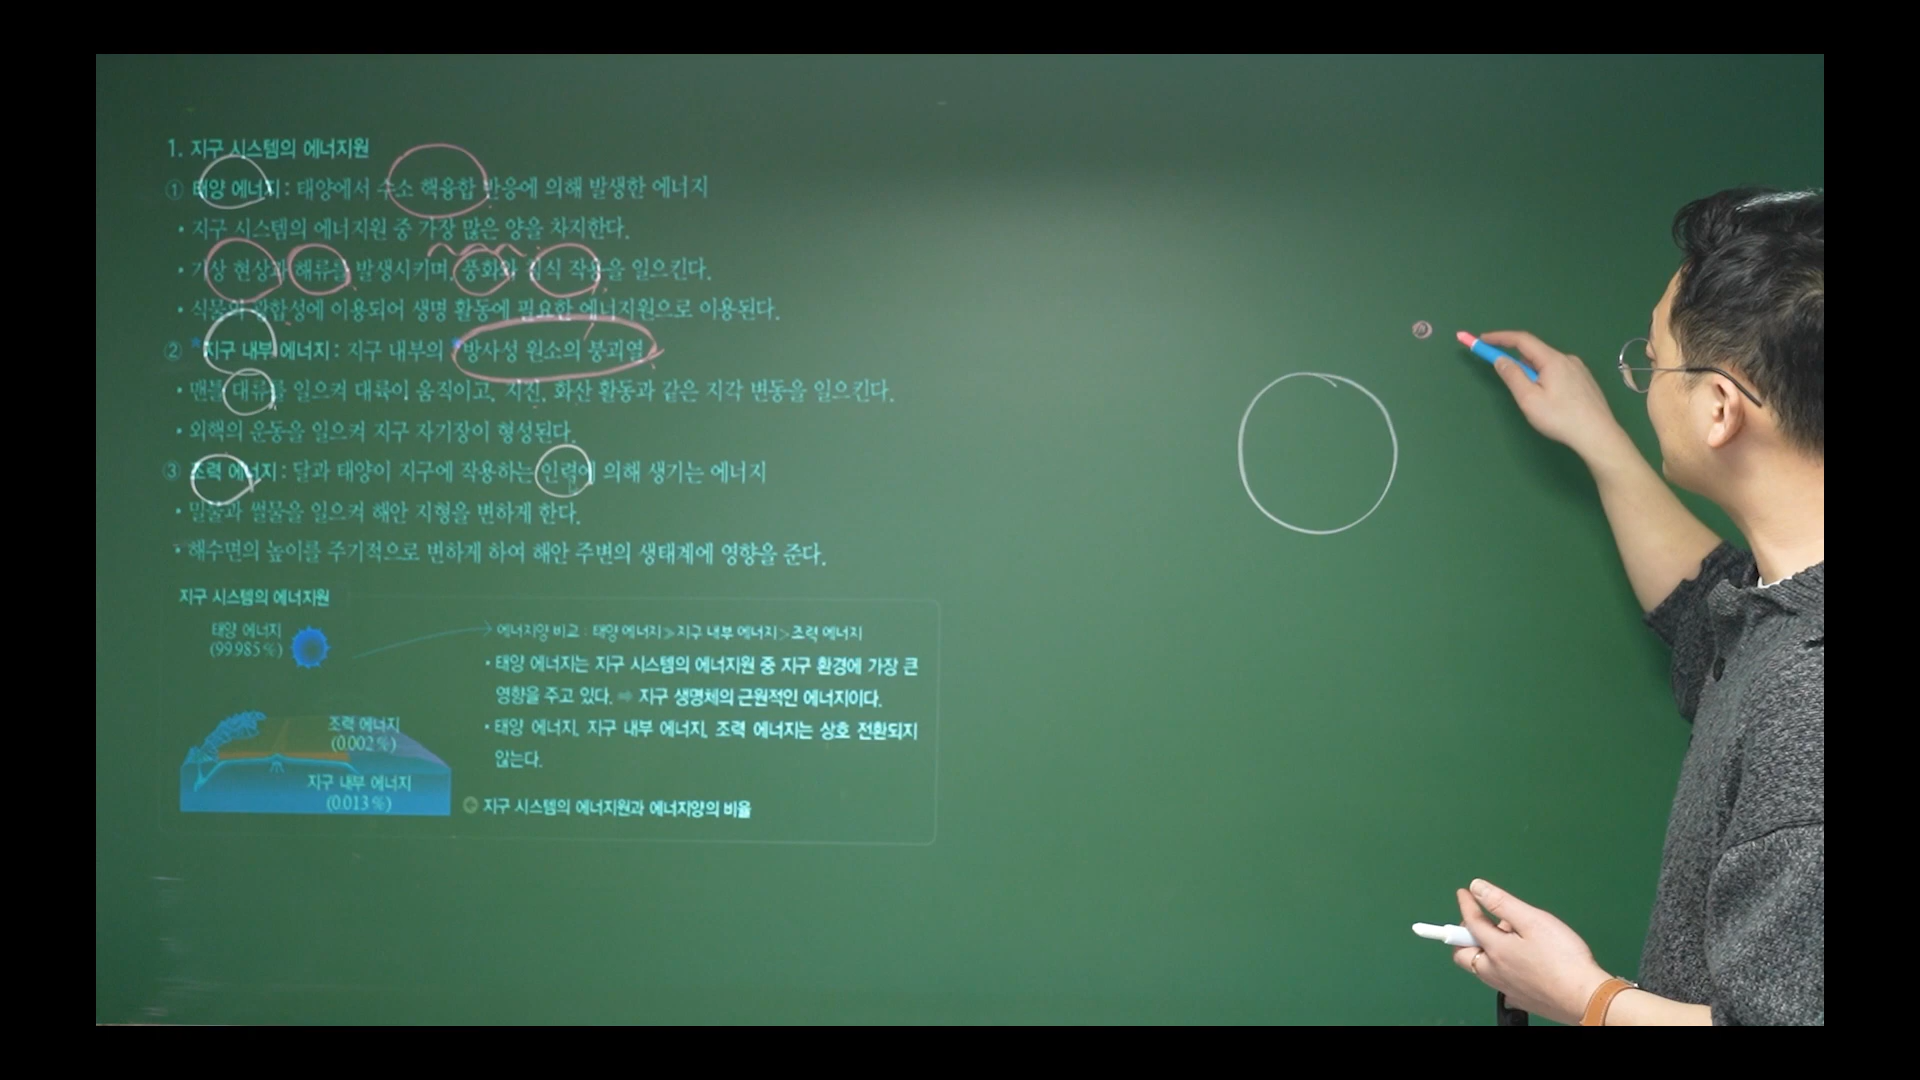 1. 지구 시스템의 에너지원
① 태양 에너지 : 태양에서 수소 핵융합 반응에 의해 발생한 에너지
• 지구 시스템의 에너지원 중 가장 많은 양을 차지한다.
• 기상 현상과 해류를 발생시키며, 풍화와 침식 작용을 일으킨다.
• 식물의 광합성에 이용되어 생명 활동에 필요한 에너지원으로 이용된다.
② *지구 내부 에너지 : 지구 내부의 *방사성 원소의 붕괴열
• 맨틀 대류를 일으켜 대륙이 움직이고, 지진, 화산 활동과 같은 지각 변동을 일으킨다.
• 외핵의 운동을 일으켜 지구 자기장이 형성된다.
③ 조력 에너지 : 달과 태양이 지구에 작용하는 인력에 의해 생기는 에너지
• 밀물과 썰물을 일으켜 해안 지형을 변하게 한다.
• 해수면의 높이를 주기적으로 변하게 하여 해안 주변의 생태계에 영향을 준다.
지구 시스템의 에너지원
태양 에너지
(99.985%)
조력 에너지
(0.002%)
지구 내부 에너지
(0.013%)
에너지양 비교 : 태양 에너지≫지구 내부 에너지>조력 에너지
• 태양 에너지는 지구 시스템의 에너지원 중 지구 환경에 가장 큰
영향을 주고 있다. ➡ 지구 생명체의 근원적인 에너지이다.
• 태양 에너지, 지구 내부 에너지, 조력 에너지는 상호 전환되지
않는다.
지구 시스템의 에너지원과 에너지양의 비율